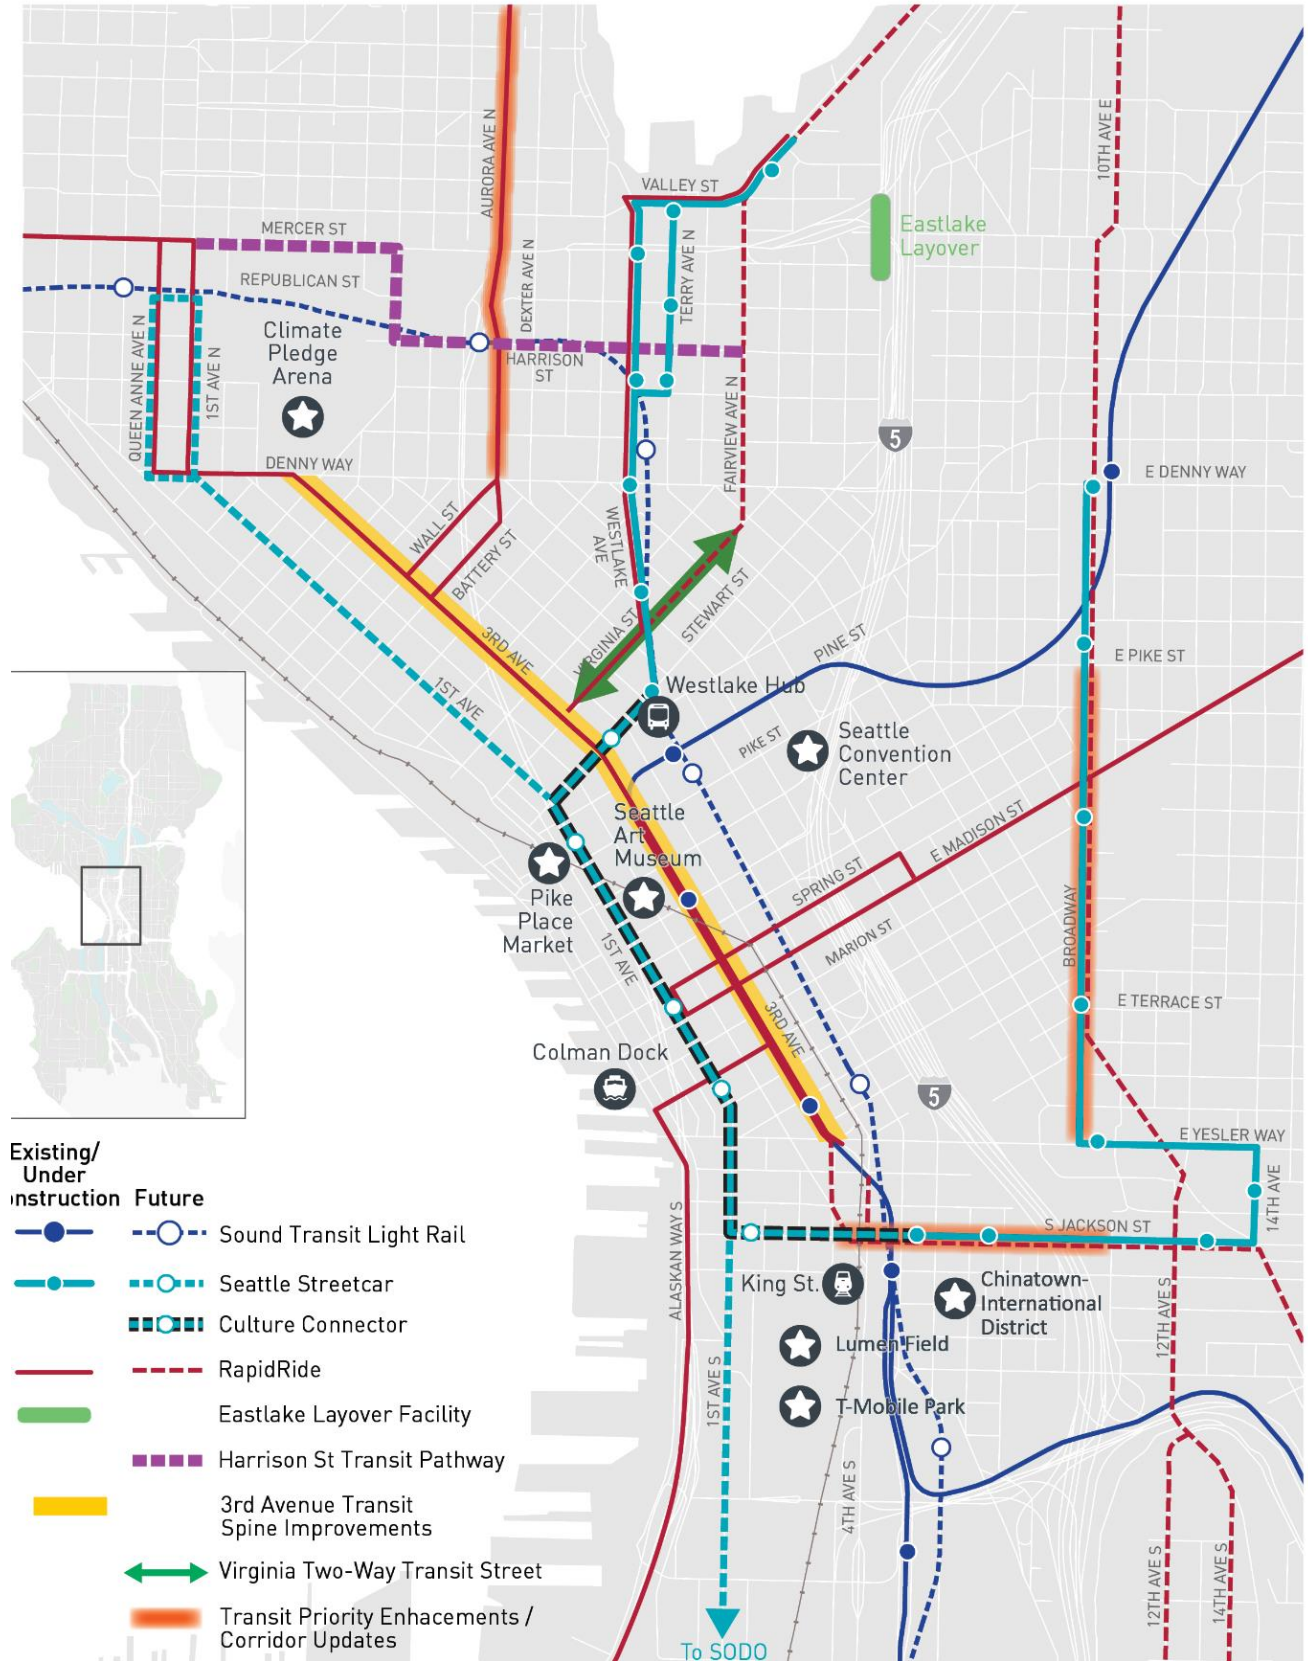 AURORA AVE N
10TH AVE E
VALLEY ST
Eastlake
Layover
MERCER ST
DEXTER AVE N
TERRY AVE N
REPUBLICAN ST
Climate
Pledge
Arena
HARRISON
ST
QUEEN ANNE AVE N
1ST AVE N
FAIRVIEW AVE N
5
DENNY WAY
E DENNY WAY
WALL ST
BATTERY ST
WESTLAKE
AVE
VIRGINIA ST
STEWART ST
3RD AVE
PINE ST
E PIKE ST
1ST AVE
Westlake Hub
PIKE ST
Seattle
Convention
Center
Seattle
Art
Museum
E MADISON ST
SPRING ST
Pike
Place
Market
1ST AVE
MARION ST
BROADWAY
E TERRACE ST
3RD AVE
Colman Dock
5
E YESLER WAY
14TH AVE
S JACKSON ST
ALASKAN WAY S
King St.
Chinatown-
International
District
12TH AVE S
Lumen Field
1ST AVE S
T-Mobile Park
4TH AVE S
12TH AVE S
14TH AVE S
To SODO
Existing/
Under
onstruction Future
Sound Transit Light Rail
Seattle Streetcar
Culture Connector
RapidRide
Eastlake Layover Facility
Harrison St Transit Pathway
3rd Avenue Transit
Spine Improvements
Virginia Two-Way Transit Street
Transit Priority Enhacements /
Corridor Updates